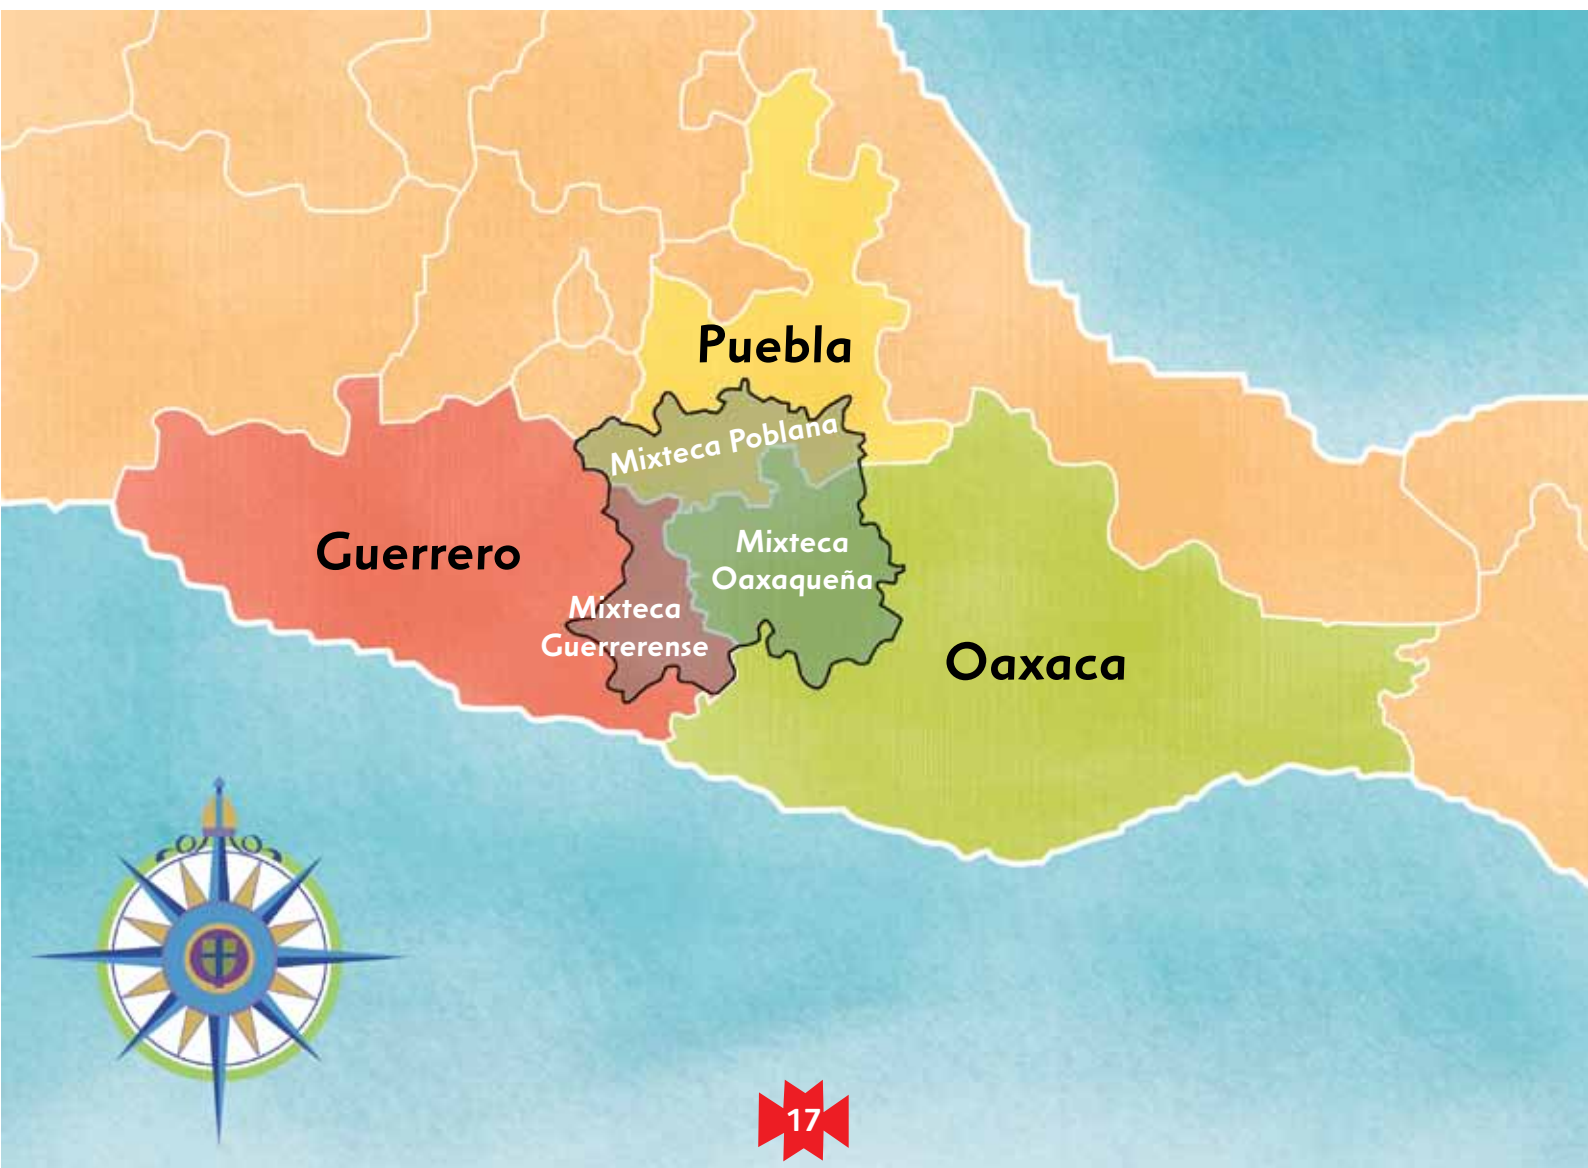 Puebla
Mixteca Poblana
Guerrero
Mixteca
Oaxaqueña
Mixteca
Guerrerense
Oaxaca
17